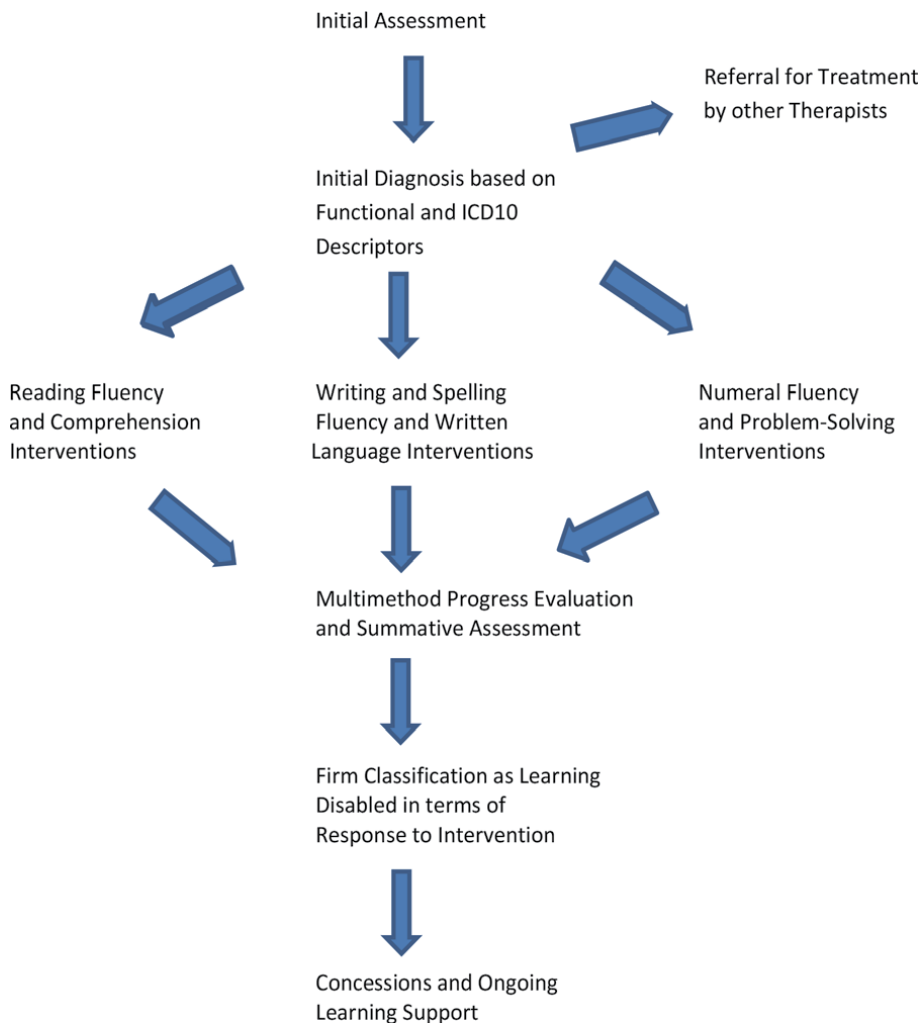 Initial Assessment
Referral for Treatment
by other Therapists
Initial Diagnosis based on
Functional and ICD10
Descriptors
Reading Fluency
and Comprehension
Interventions
Writing and Spelling
Fluency and Written
Language Interventions
Numeral Fluency
and Problem-Solving
Interventions
Multimethod Progress Evaluation
and Summative Assessment
Firm Classification as Learning
Disabled in terms of
Response to Intervention
Concessions and Ongoing
Learning Support